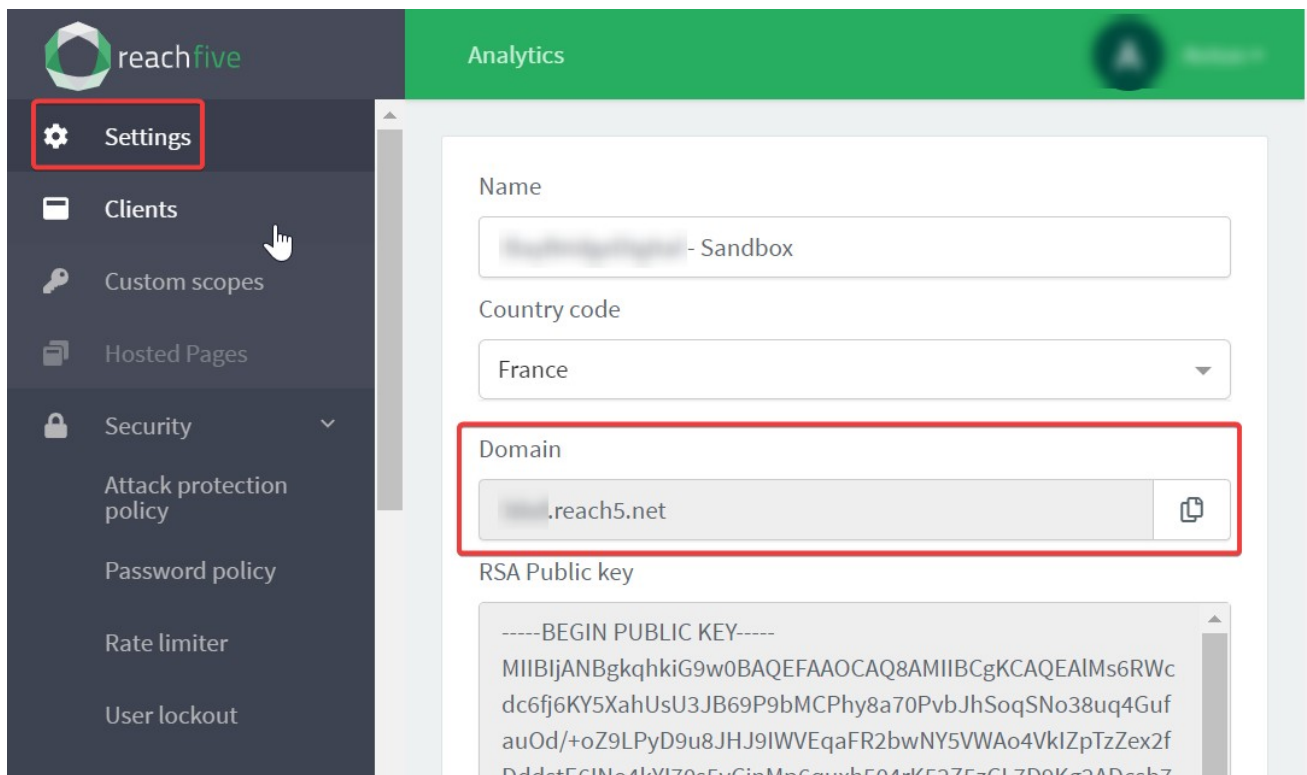 reachfive
Analytics
Settings
Clients
Custom scopes
Hosted Pages
Security
Attack protection
policy
Password policy
Rate limiter
User lockout
Name
- Sandbox
Country code
France
Domain
.reach5.net
RSA Public key
-----BEGIN PUBLIC KEY-----
MIIBIjANBgkqhkiG9w0BAQEFAAOCAQ8AMIIBCgKCAQEAlMs6RWc
dc6fj6KY5XahUsU3JB69P9bMCPhy8a70PvbJhSoqSNo38uq4Guf
auOd/+oZ9LPyD9u8JHJ9IWVEqaFR2bwNY5VWAo4VkIZpTzZex2f